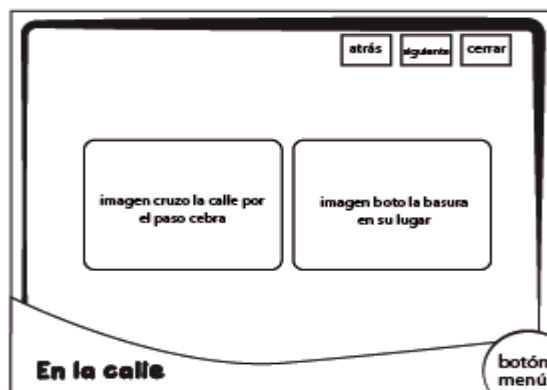 atrás siguiente cerrar
imagen cruzo la calle por
el paso cebra
imagen boto la basura
en su lugar
En la calle
botón
menú